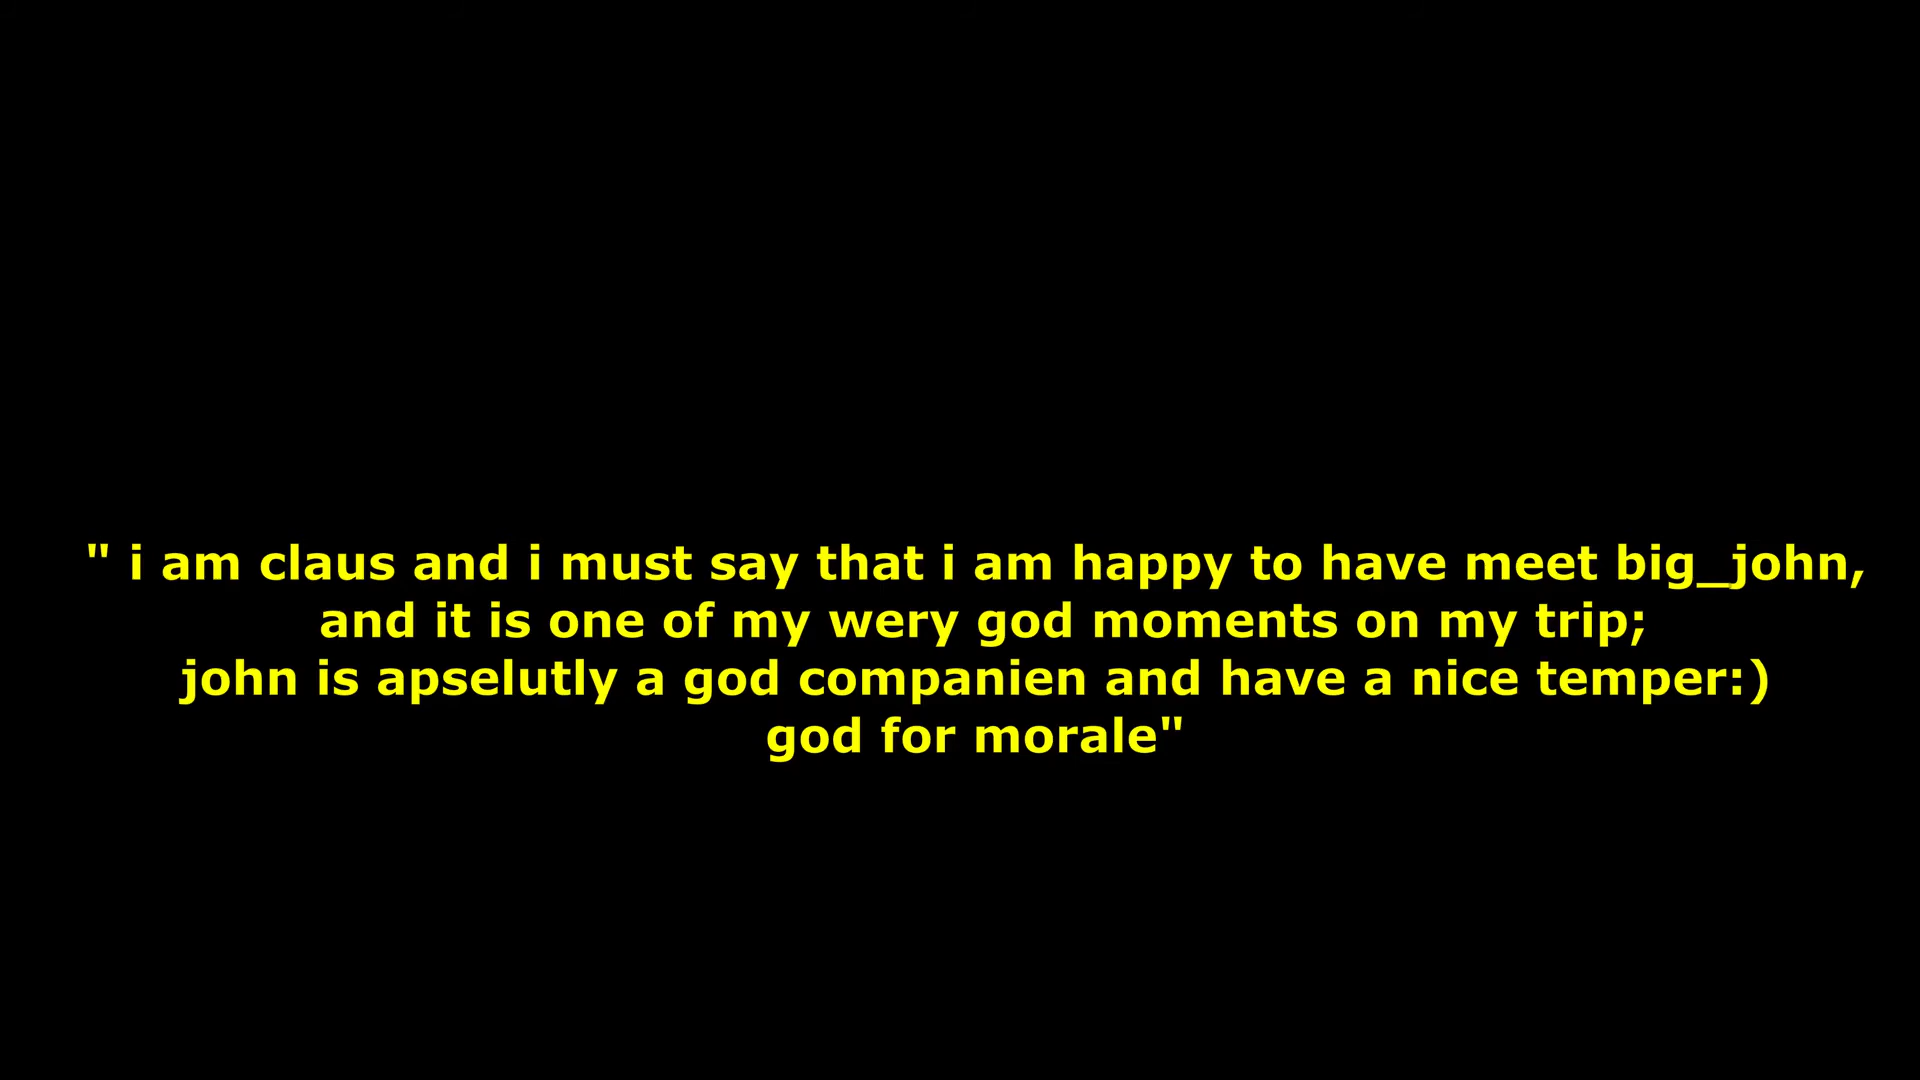 " i am claus and i must say that i am happy to have meet big_john,
and it is one of my wery god moments on my trip;
john is apselutly a god companien and have a nice temper:)
god for morale"